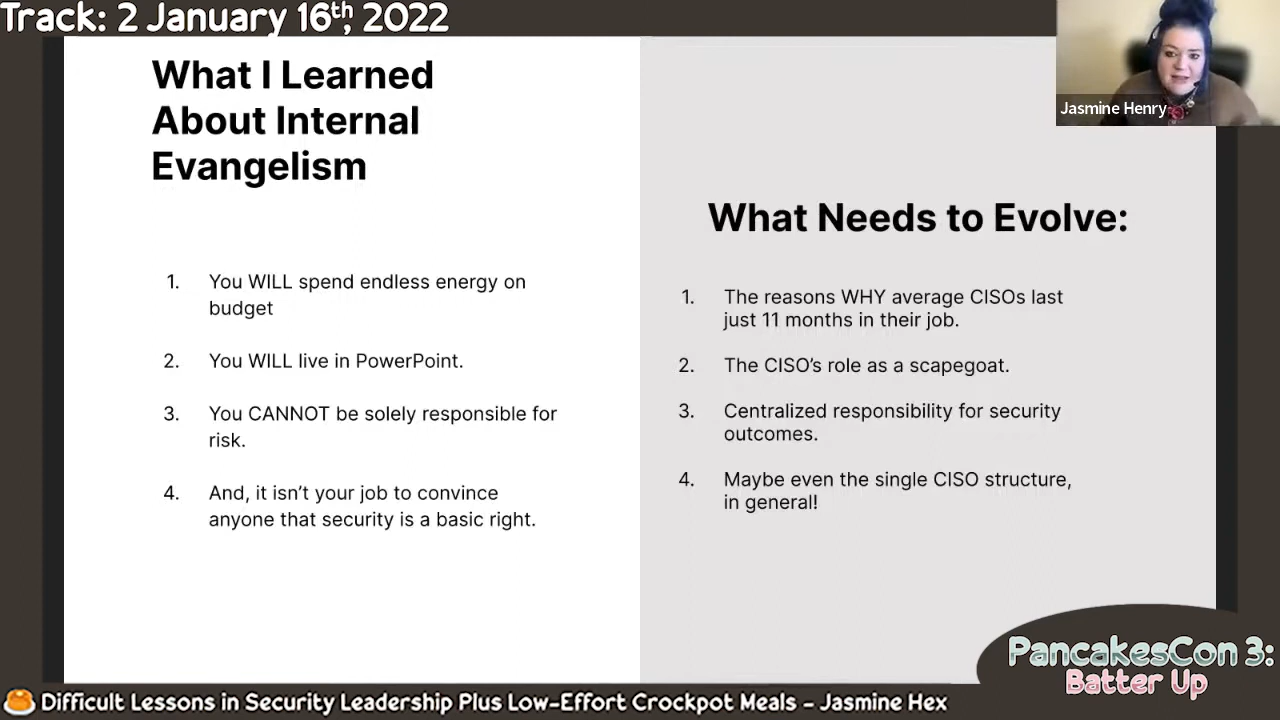 Track: 2 January 16th, 2022
What I Learned
About Internal
Evangelism
1. You WILL spend endless energy on
budget
2. You WILL live in PowerPoint.
3. You CANNOT be solely responsible for
risk.
4. And, it isn't your job to convince
anyone that security is a basic right.
What Needs to Evolve:
1. The reasons WHY average CISOs last
just 11 months in their job.
2. The CISO's role as a scapegoat.
3. Centralized responsibility for security
outcomes.
4. Maybe even the single CISO structure,
in general!
Jasmine Henry
PancakesCon 3:
Batter Up
Difficult Lessons in Security Leadership Plus Low-Effort Crockpot Meals - Jasmine Hex